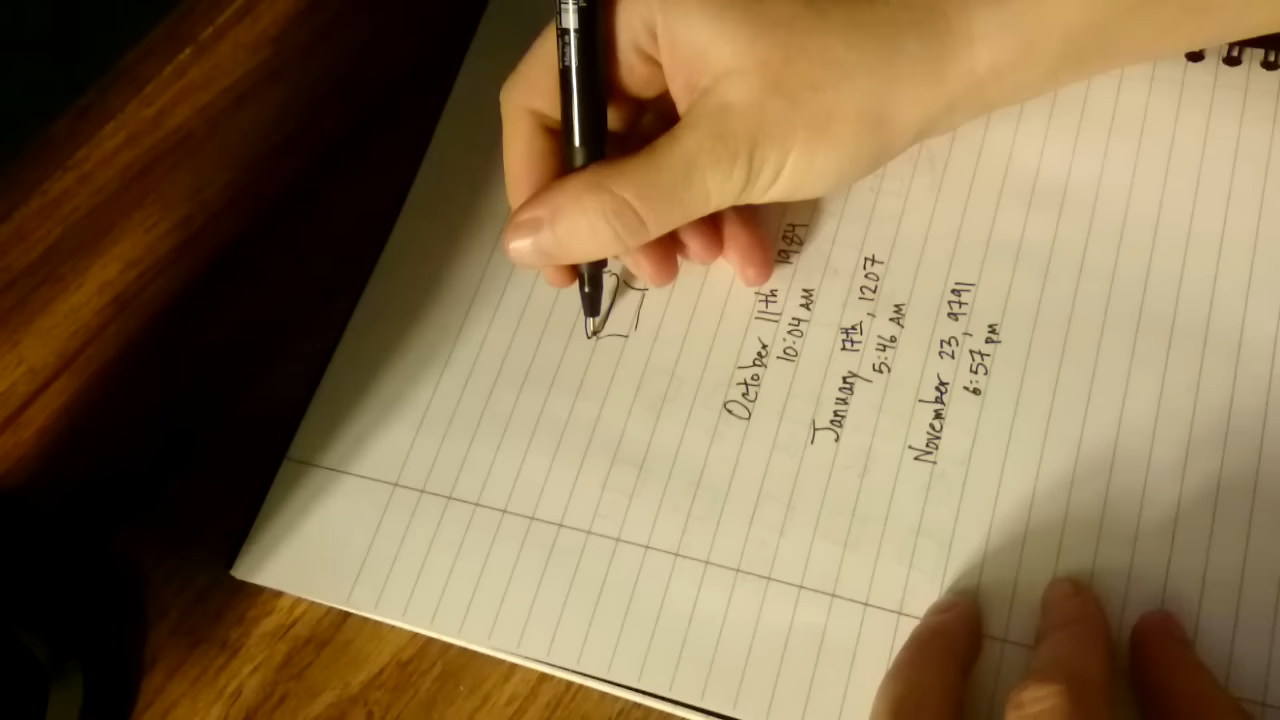 October 11th 1984
10:04 AM
January 17th, 1207
5:46 AM
November 23, 9791
6:57 PM